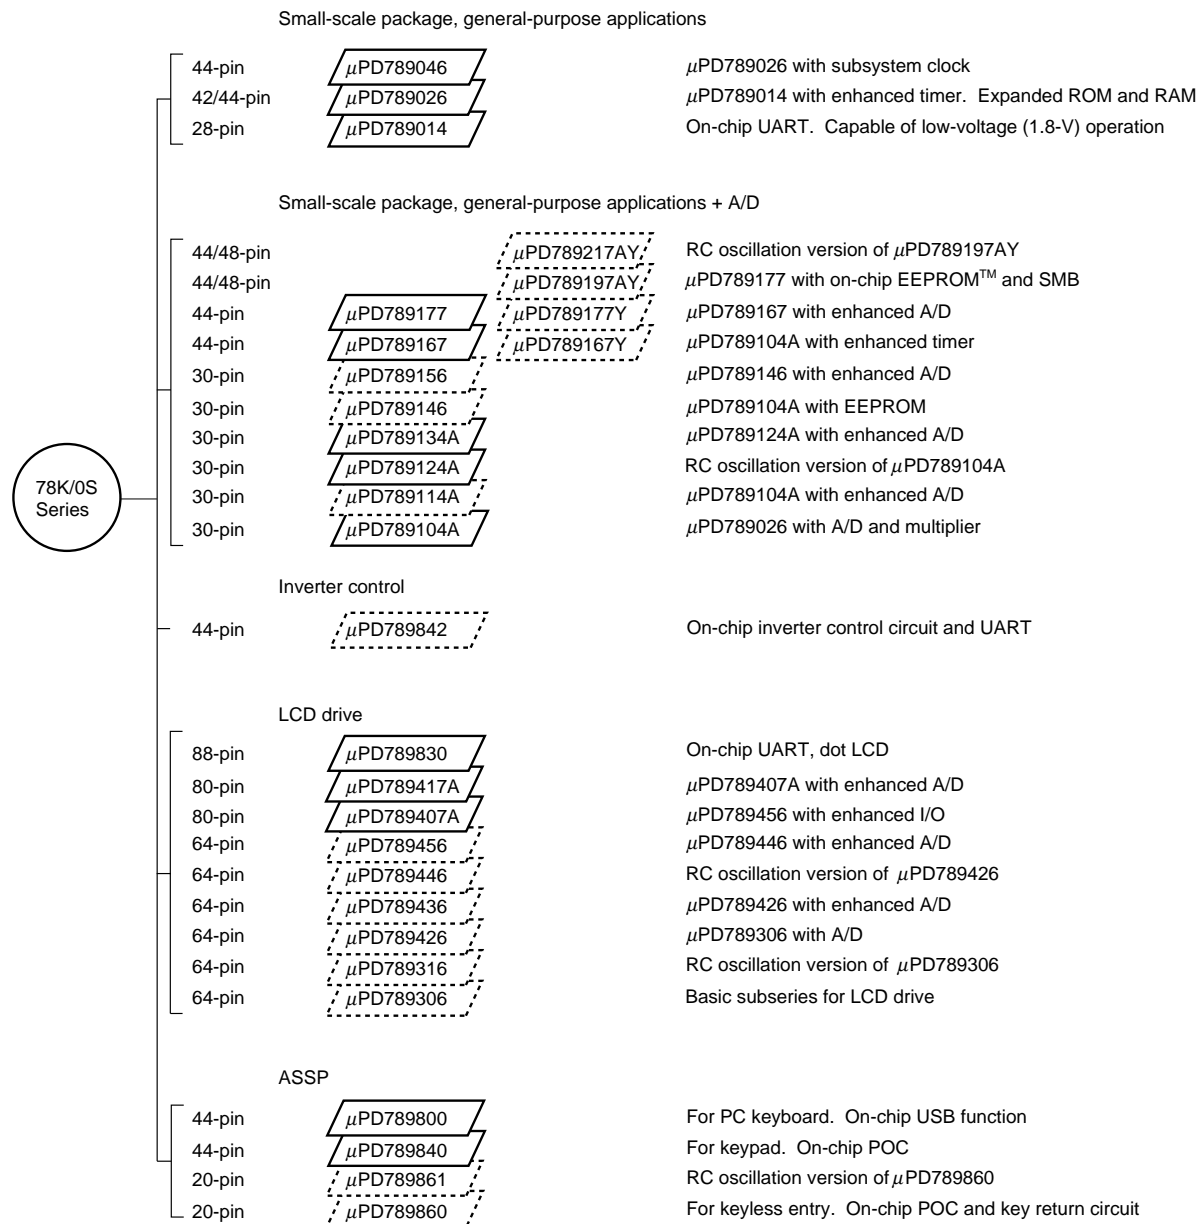 Small-scale package, general-purpose applications
44-pin μPD789046 μPD789026 with subsystem clock
42/44-pin μPD789026 μPD789014 with enhanced timer. Expanded ROM and RAM
28-pin μPD789014 On-chip UART. Capable of low-voltage (1.8-V) operation
Small-scale package, general-purpose applications + A/D
44/48-pin μPD789217AY RC oscillation version of μPD789197AY
44/48-pin μPD789197AY μPD789177 with on-chip EEPROM™ and SMB
44-pin μPD789177 μPD789177Y μPD789167 with enhanced A/D
44-pin μPD789167 μPD789167Y μPD789104A with enhanced timer
30-pin μPD789156 μPD789146 with enhanced A/D
30-pin μPD789146 μPD789104A with EEPROM
30-pin μPD789134A μPD789124A with enhanced A/D
30-pin μPD789124A RC oscillation version of μPD789104A
78K/0S
Series
30-pin μPD789114A μPD789104A with enhanced A/D
30-pin μPD789104A μPD789026 with A/D and multiplier
Inverter control
44-pin μPD789842 On-chip inverter control circuit and UART
LCD drive
88-pin μPD789830 On-chip UART, dot LCD
80-pin μPD789417A μPD789407A with enhanced A/D
80-pin μPD789407A μPD789456 with enhanced I/O
64-pin μPD789456 μPD789446 with enhanced A/D
64-pin μPD789446 RC oscillation version of μPD789426
64-pin μPD789436 μPD789426 with enhanced A/D
64-pin μPD789426 μPD789306 with A/D
64-pin μPD789316 RC oscillation version of μPD789306
64-pin μPD789306 Basic subseries for LCD drive
ASSP
44-pin μPD789800 For PC keyboard. On-chip USB function
44-pin μPD789840 For keypad. On-chip POC
20-pin μPD789861 RC oscillation version of μPD789860
20-pin μPD789860 For keyless entry. On-chip POC and key return circuit